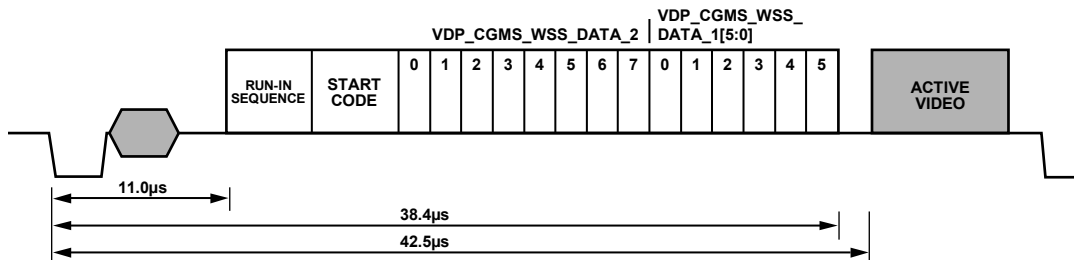 VDP_CGMS_WSS_DATA_2
VDP_CGMS_WSS_
DATA_1[5:0]
RUN-IN
SEQUENCE
START
CODE
0 1 2 3 4 5 6 7 0 1 2 3 4 5
ACTIVE
VIDEO
11.0µs
38.4µs
42.5µs